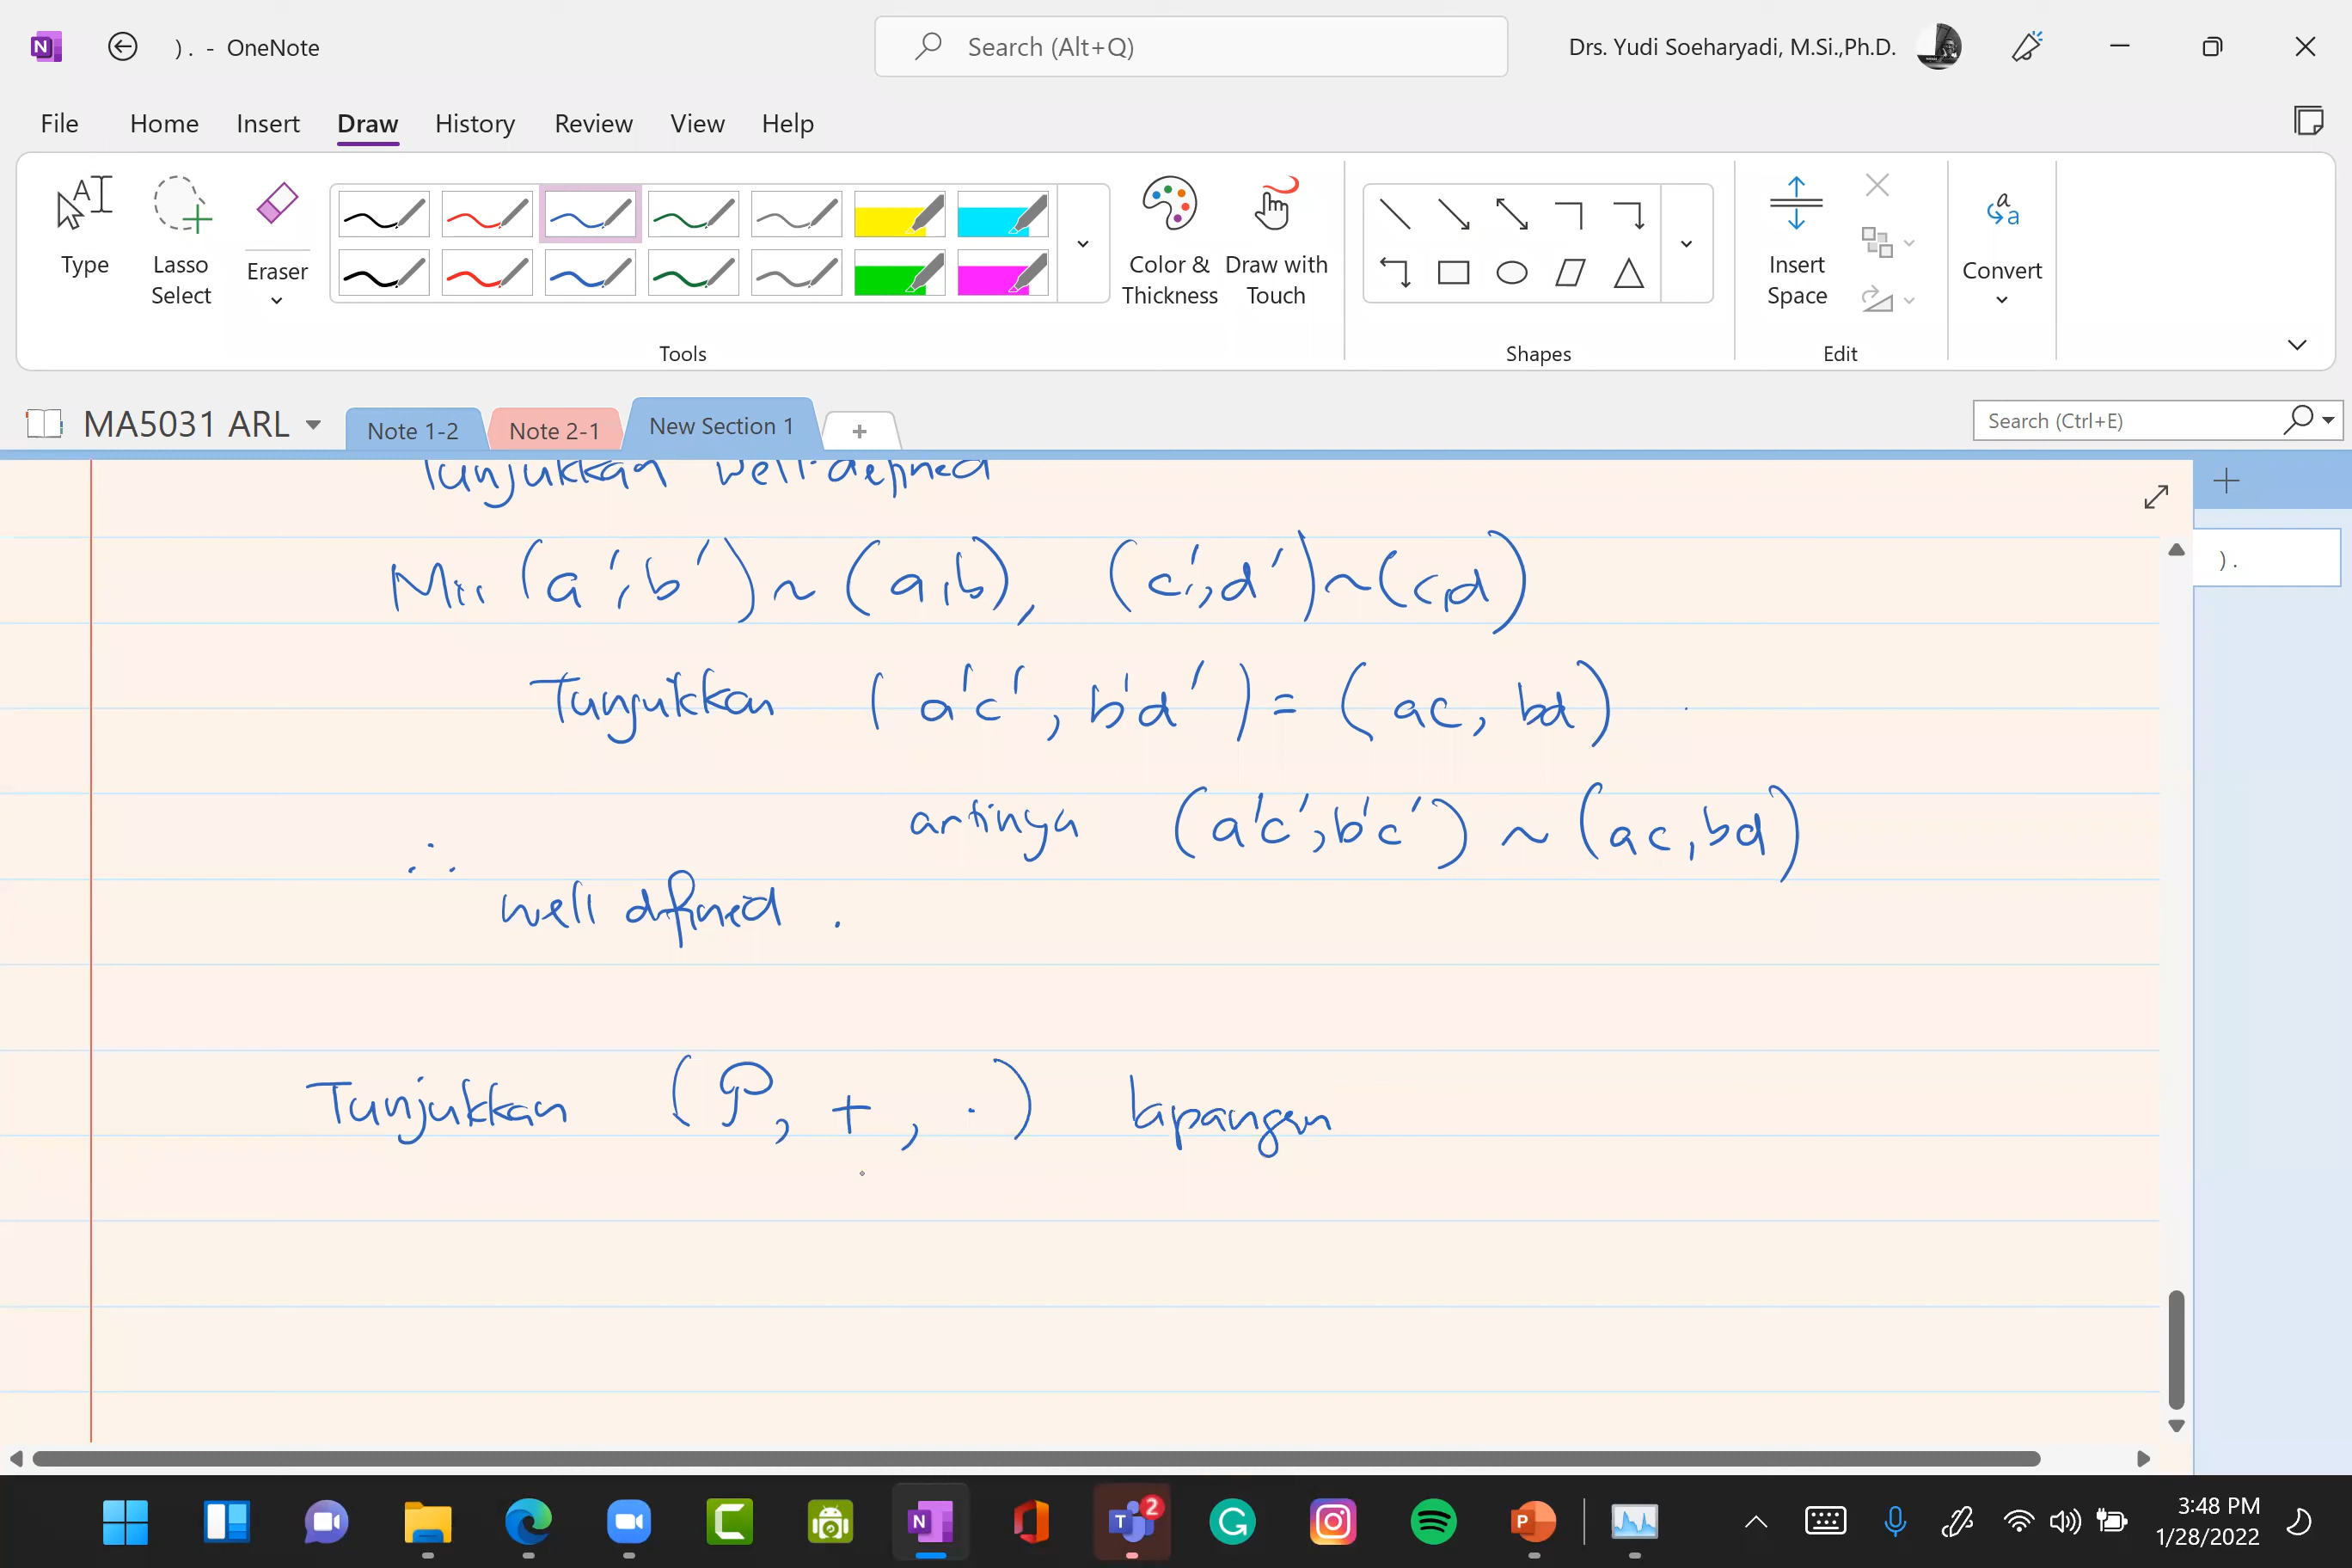 ). - OneNote
Search (Alt+Q)
Drs. Yudi Soeharyadi, M.Si.,Ph.D.
File Home Insert Draw History Review View Help
Type
Lasso Select
Eraser
Color & Thickness
Draw with Touch
Insert Space
Convert
Tools
Shapes
Edit
MA5031 ARL
Note 1-2
Note 2-1
New Section 1
Search (Ctrl+E)
).
Tunjukkan well-defined
Mis (a', b') ~ (a,b), (c', d') ~ (c,d)
Tunjukkan (a'c', b'd') = (ac, bd).
artinya (a'c', b'c') ~ (ac, bd)
∴ well defined.
Tunjukkan (P, +, ·) lapangan
2
3:48 PM
1/28/2022